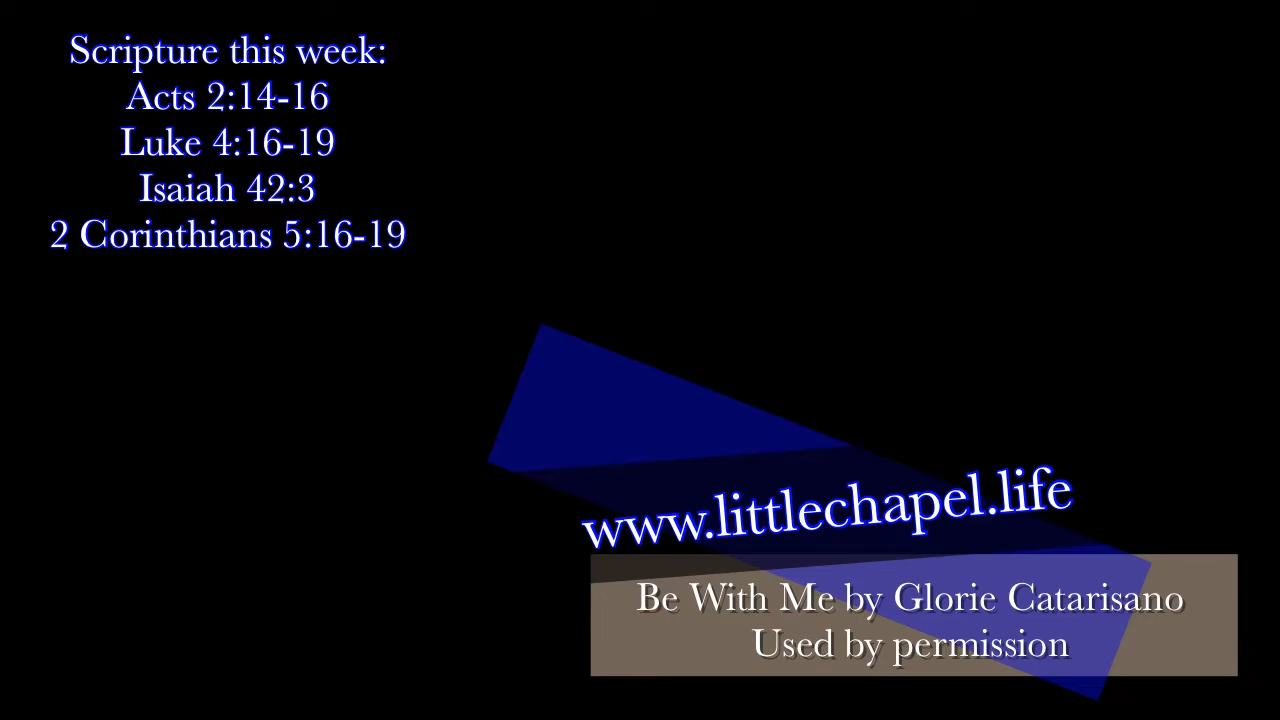 Scripture this week:
Acts 2:14-16
Luke 4:16-19
Isaiah 42:3
2 Corinthians 5:16-19
www.littlechapel.life
Be With Me by Glorie Catarisano
Used by permission